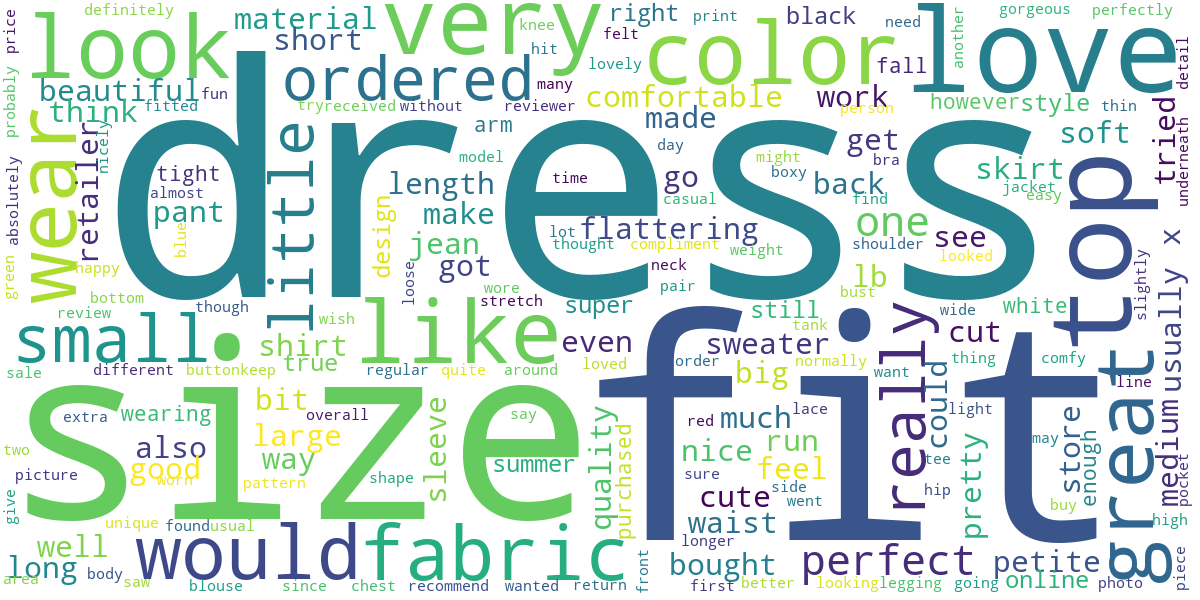 definitely
material
very
right
print
black
need
gorgeous
perfectly
price
look
short
knee
felt
color
another
love
hit
lovely
fall
detail
beautiful
fun
ordered
many
comfortable
work
person
however
style
thin
probably
think
fitted
try
received
without
reviewer
made
wear
retailer
nicely
dress
little
arm
day
get
bra
soft
tried
underneath
model
might
boxy
skirt
jacket
easy
top
absolutely
tight
almost
time
go
back
find
length
casual
pant
make
one
design
lot
flattering
thought
compliment
weight
shoulder
see
looked
blue
jean
green
happy
got
neck
pair
lb
loose
wore
stretch
super
bust
bottom
though
review
wish
still
wide
white
slightly
x
usually
small
like
shirt
true
even
sweater
tank
normally
cut
really
thing
comfy
great
sale
different
button
keep
regular
quite
around
loved
order
big
want
could
line
medium
size
fit
extra
wearing
bit
overall
sleeve
say
quality
purchased
red
much
lace
light
store
two
also
large
way
nice
run
pretty
may
enough
picture
good
worn
pattern
shape
summer
sure
feel
tee
hip
pocket
give
cute
side
went
buy
unique
found
usual
waist
high
well
would
fabric
longer
long
body
front
bought
perfect
petite
area
saw
blouse
since
chest
recommend
wanted
return
first
better
looking
legging
going
online
photo
piece